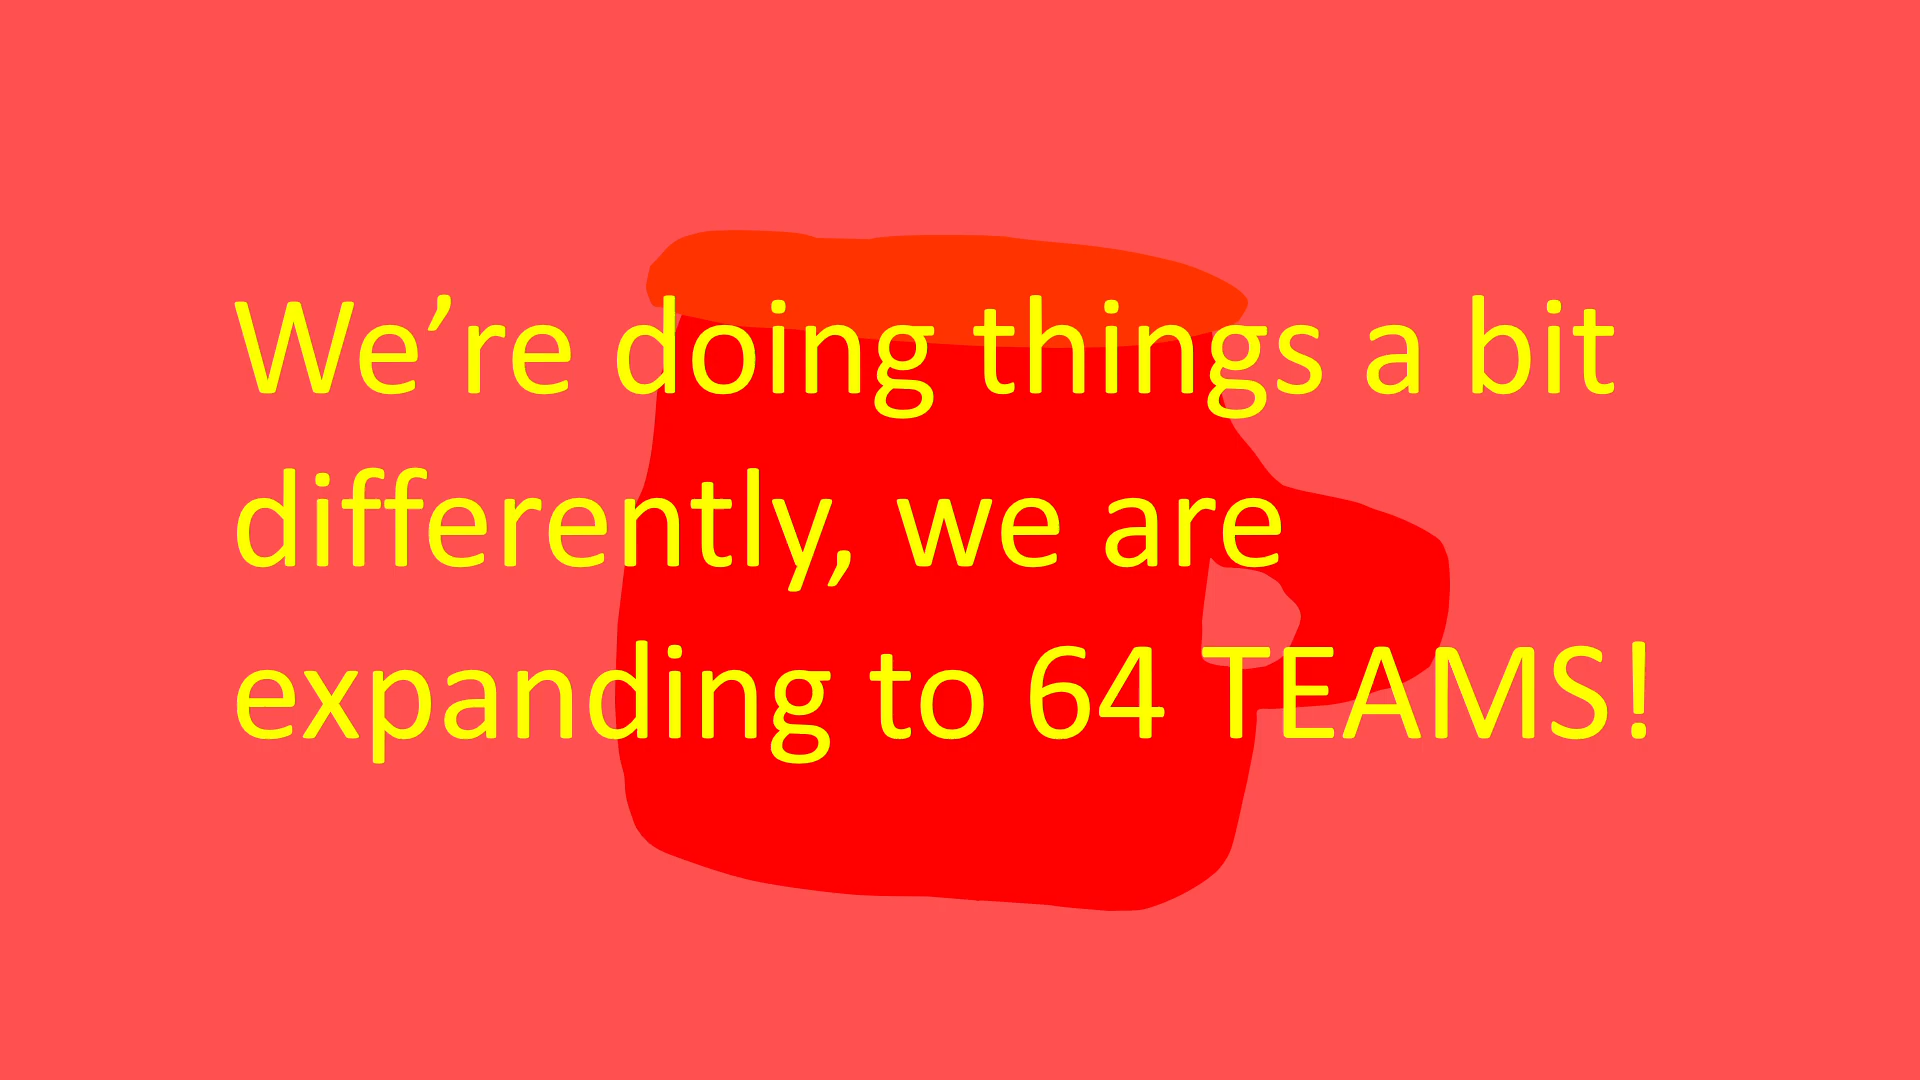 We’re doing things a bit
differently, we are
expanding to 64 TEAMS!